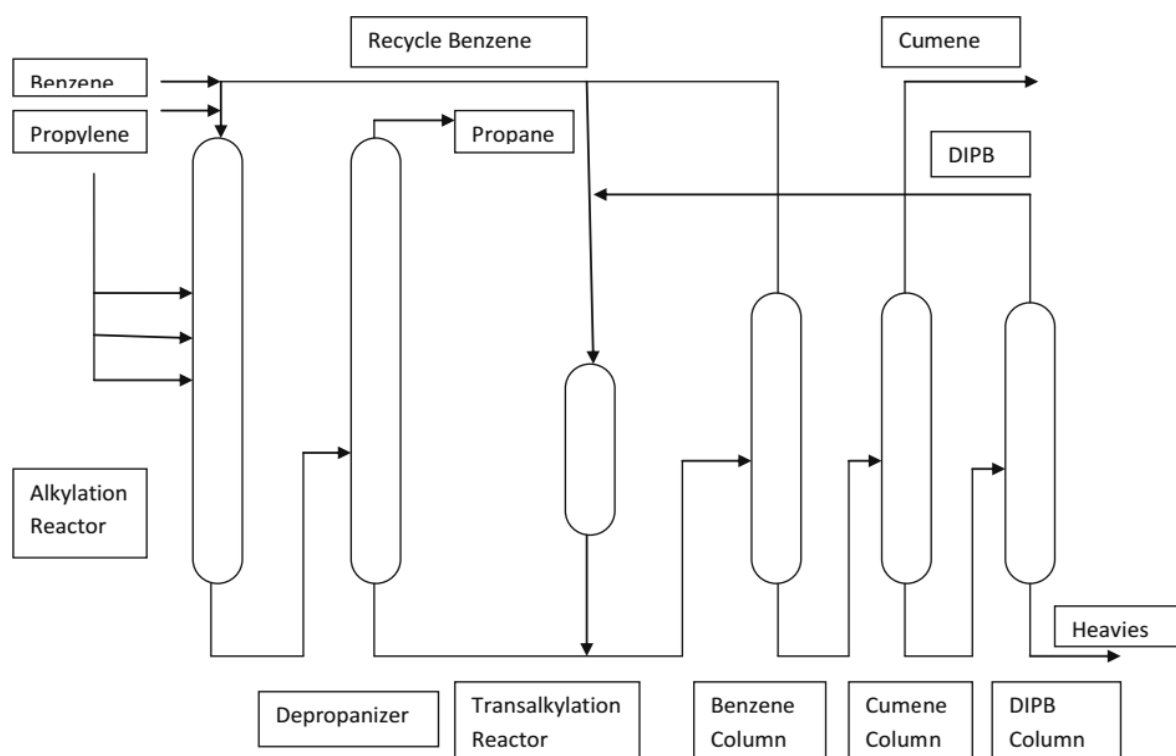 Recycle Benzene
Cumene
Benzene
Propylene
Propane
DIPB
Alkylation
Reactor
Heavies
Depropanizer
Transalkylation
Reactor
Benzene
Column
Cumene
Column
DIPB
Column